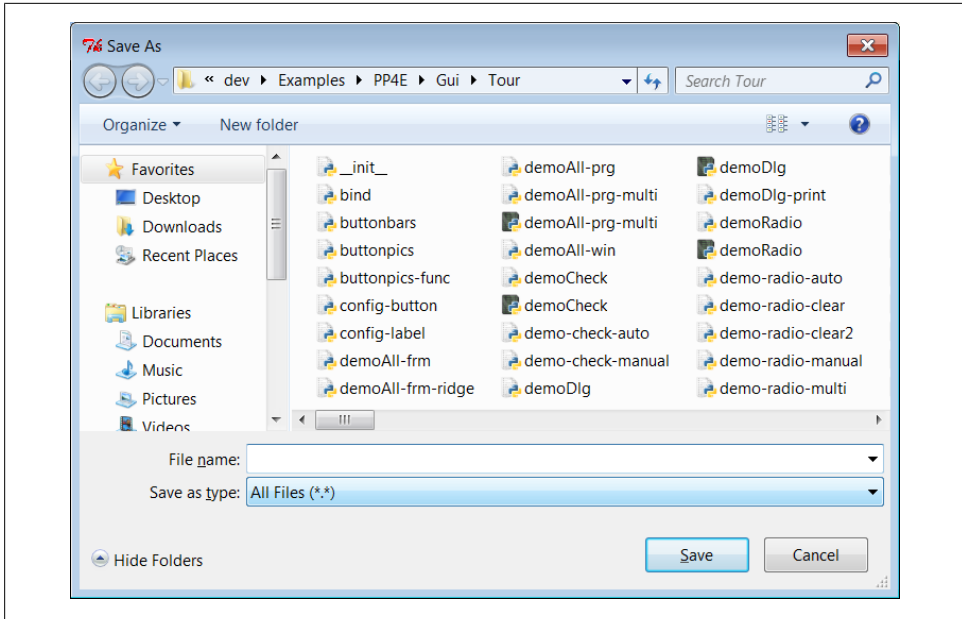 Save As
« dev ▸ Examples ▸ PP4E ▸ Gui ▸ Tour
Search Tour
Organize
New folder
Favorites
Desktop
Downloads
Recent Places
Libraries
Documents
Music
Pictures
Videos
__init__
bind
buttonbars
buttonpics
buttonpics-func
config-button
config-label
demoAll-frm
demoAll-frm-ridge
demoAll-prg
demoAll-prg-multi
demoAll-prg-multi
demoAll-win
demoCheck
demoCheck
demo-check-auto
demo-check-manual
demoDlg
demoDlg
demoDlg-print
demoRadio
demoRadio
demo-radio-auto
demo-radio-clear
demo-radio-clear2
demo-radio-manual
demo-radio-multi
File name:
Save as type: All Files (*.*)
Hide Folders
Save
Cancel